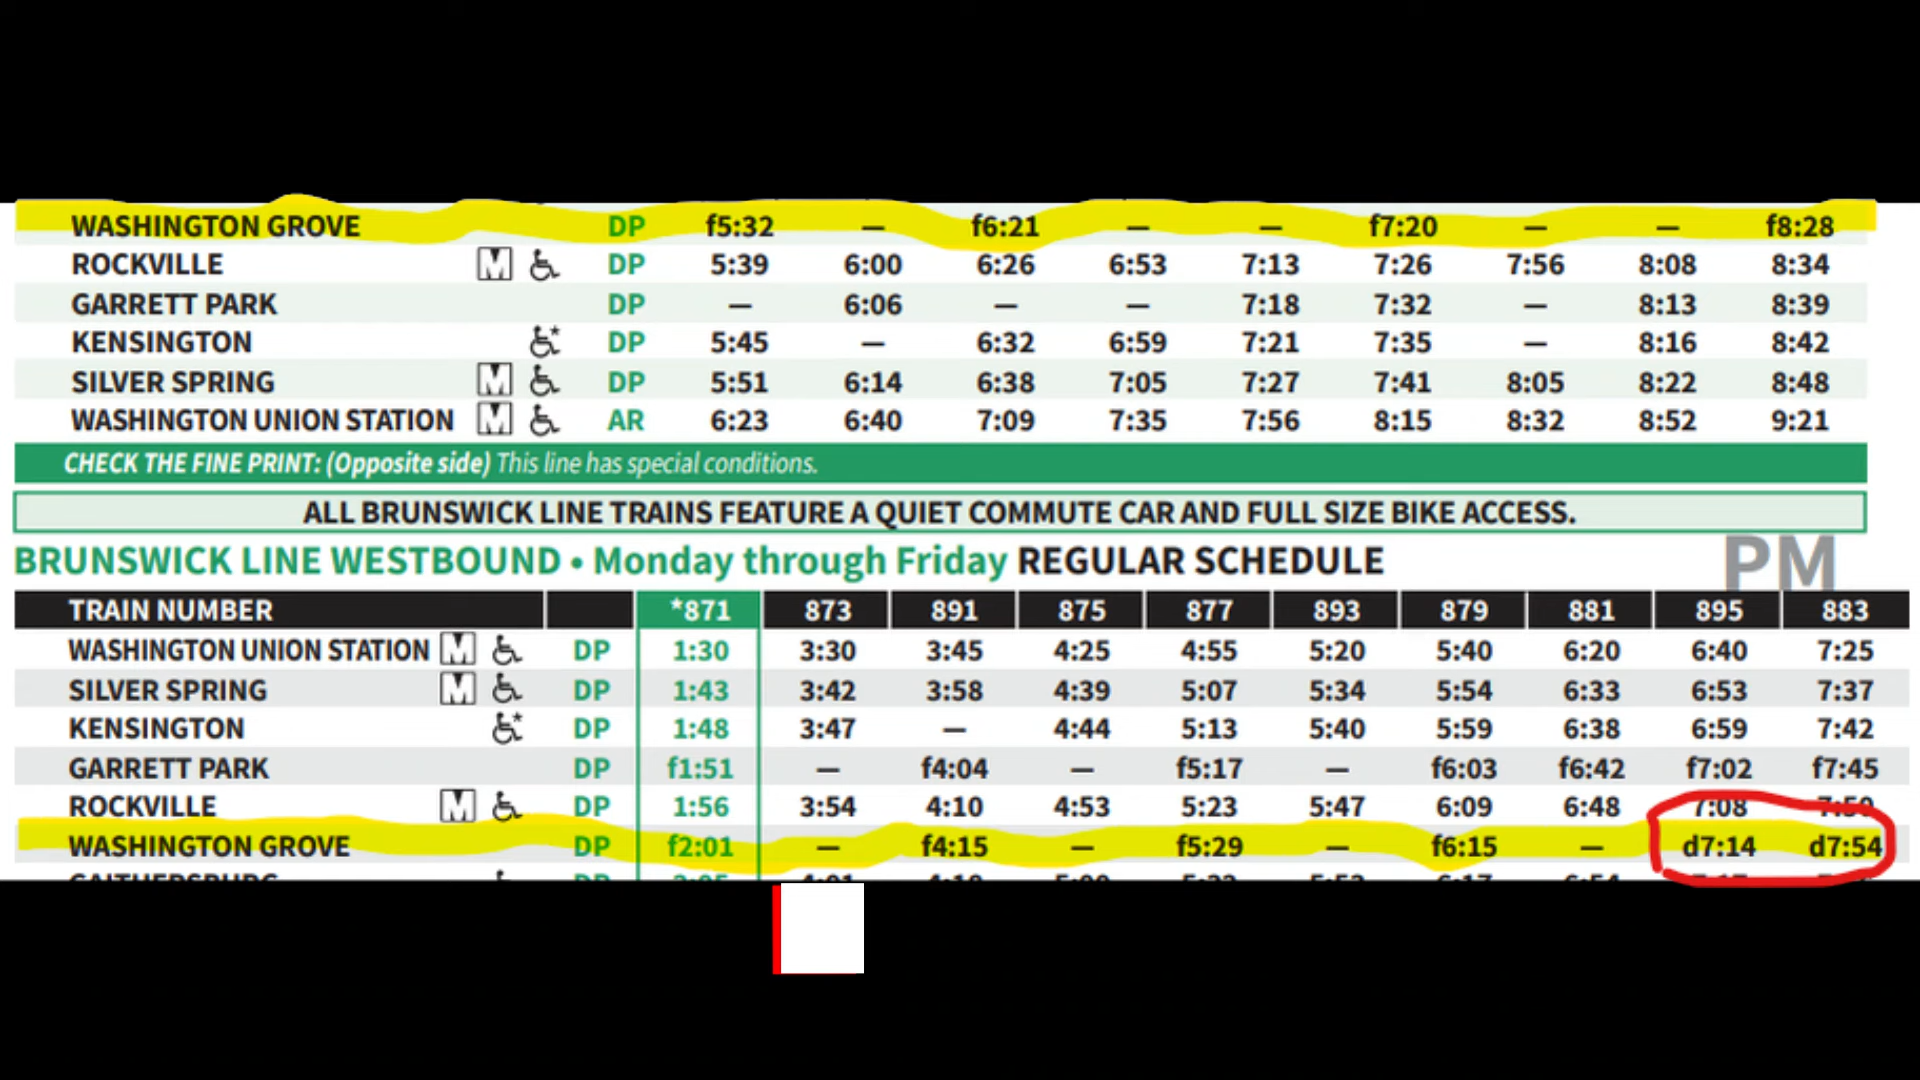 WASHINGTON GROVE DP f5:32 — f6:21 — — f7:20 — — f8:28
ROCKVILLE M DP 5:39 6:00 6:26 6:53 7:13 7:26 7:56 8:08 8:34
GARRETT PARK DP — 6:06 — — 7:18 7:32 — 8:13 8:39
KENSINGTON * DP 5:45 — 6:32 6:59 7:21 7:35 — 8:16 8:42
SILVER SPRING M DP 5:51 6:14 6:38 7:05 7:27 7:41 8:05 8:22 8:48
WASHINGTON UNION STATION M AR 6:23 6:40 7:09 7:35 7:56 8:15 8:32 8:52 9:21
CHECK THE FINE PRINT: (Opposite side) This line has special conditions.
ALL BRUNSWICK LINE TRAINS FEATURE A QUIET COMMUTE CAR AND FULL SIZE BIKE ACCESS.
BRUNSWICK LINE WESTBOUND • Monday through Friday REGULAR SCHEDULE PM
TRAIN NUMBER *871 873 891 875 877 893 879 881 895 883
WASHINGTON UNION STATION M DP 1:30 3:30 3:45 4:25 4:55 5:20 5:40 6:20 6:40 7:25
SILVER SPRING M DP 1:43 3:42 3:58 4:39 5:07 5:34 5:54 6:33 6:53 7:37
KENSINGTON * DP 1:48 3:47 — 4:44 5:13 5:40 5:59 6:38 6:59 7:42
GARRETT PARK DP f1:51 — f4:04 — f5:17 — f6:03 f6:42 f7:02 f7:45
ROCKVILLE M DP 1:56 3:54 4:10 4:53 5:23 5:47 6:09 6:48 7:08 7:50
WASHINGTON GROVE DP f2:01 — f4:15 — f5:29 — f6:15 — d7:14 d7:54